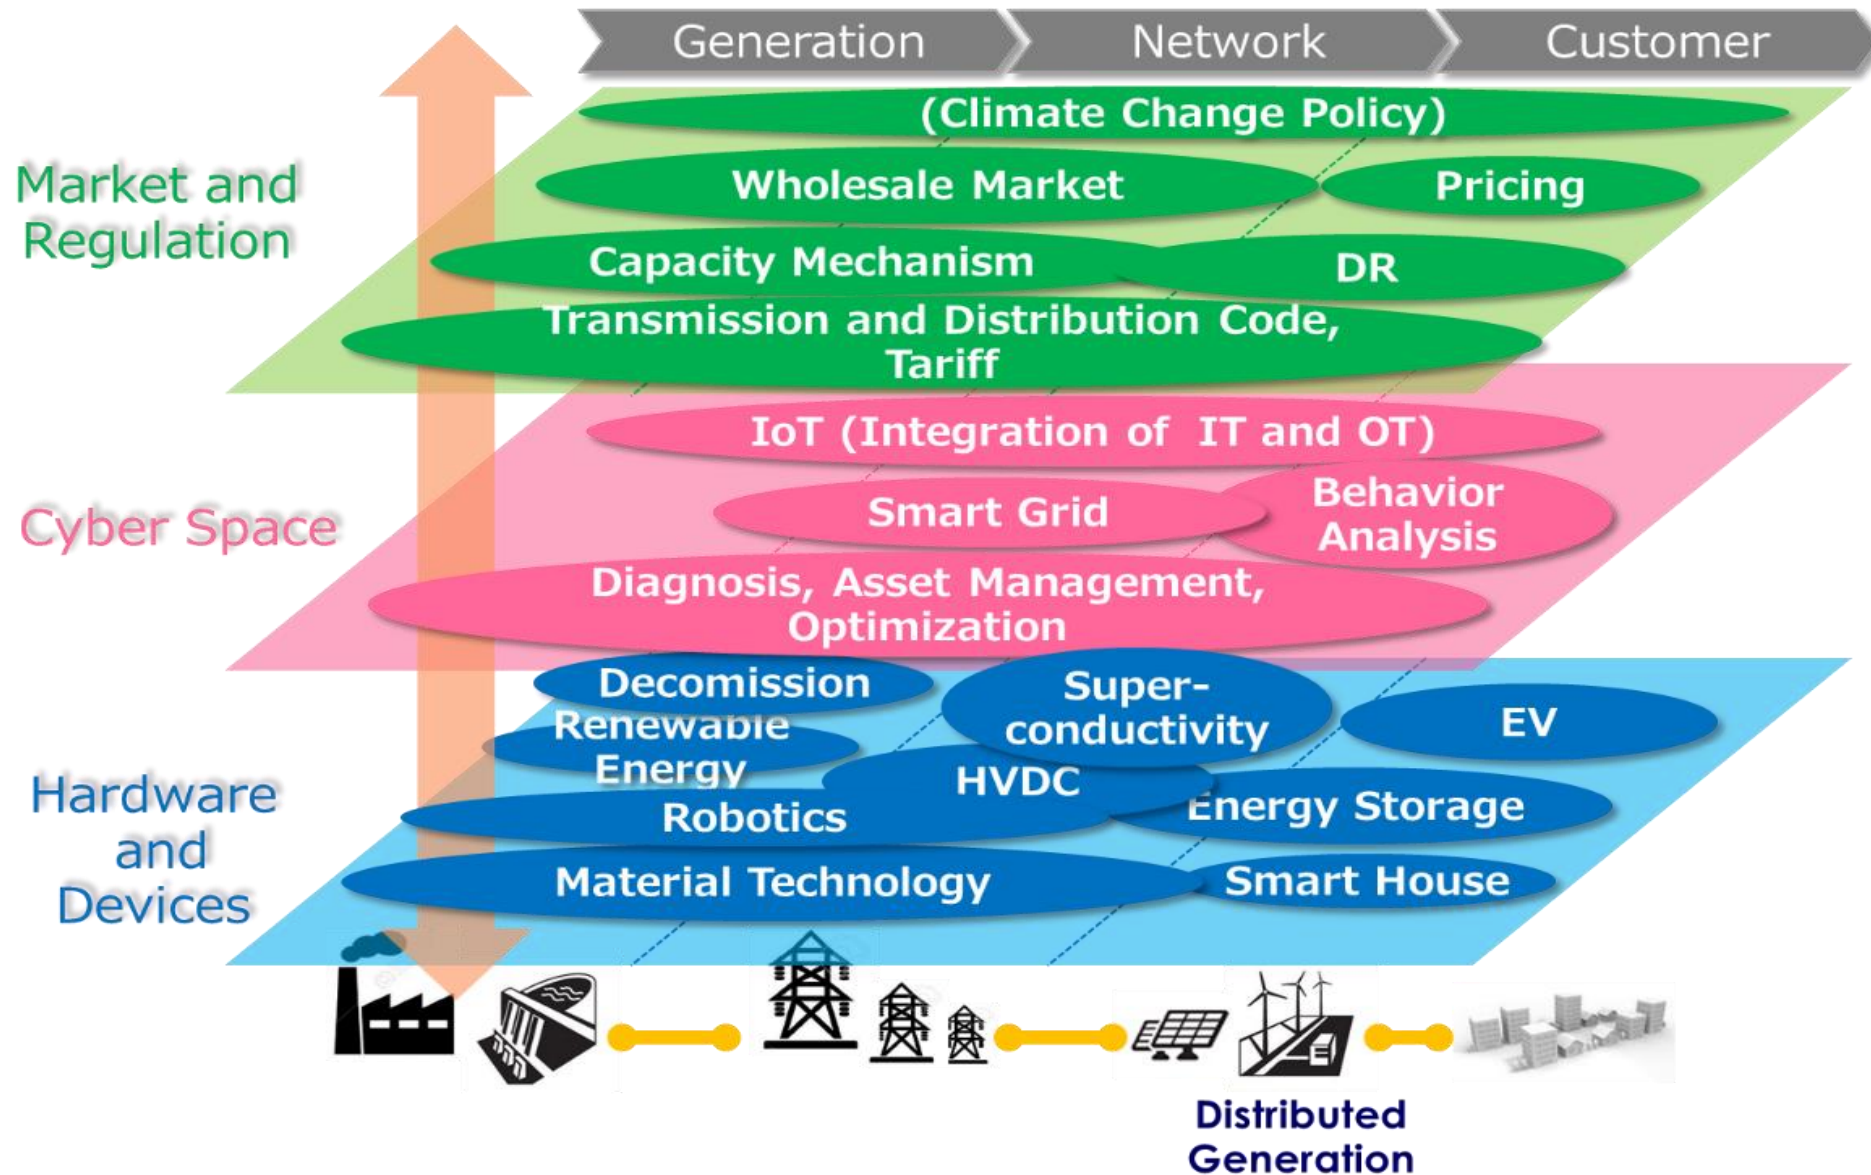 Generation
Network
Customer
Market and
Regulation
(Climate Change Policy)
Wholesale Market
Pricing
Capacity Mechanism
DR
Transmission and Distribution Code,
Tariff
Cyber Space
IoT (Integration of  IT and OT)
Smart Grid
Behavior
Analysis
Diagnosis, Asset Management,
Optimization
Hardware
and
Devices
Decomission
Super-
conductivity
EV
Renewable
Energy
HVDC
Energy Storage
Robotics
Material Technology
Smart House
Distributed
Generation